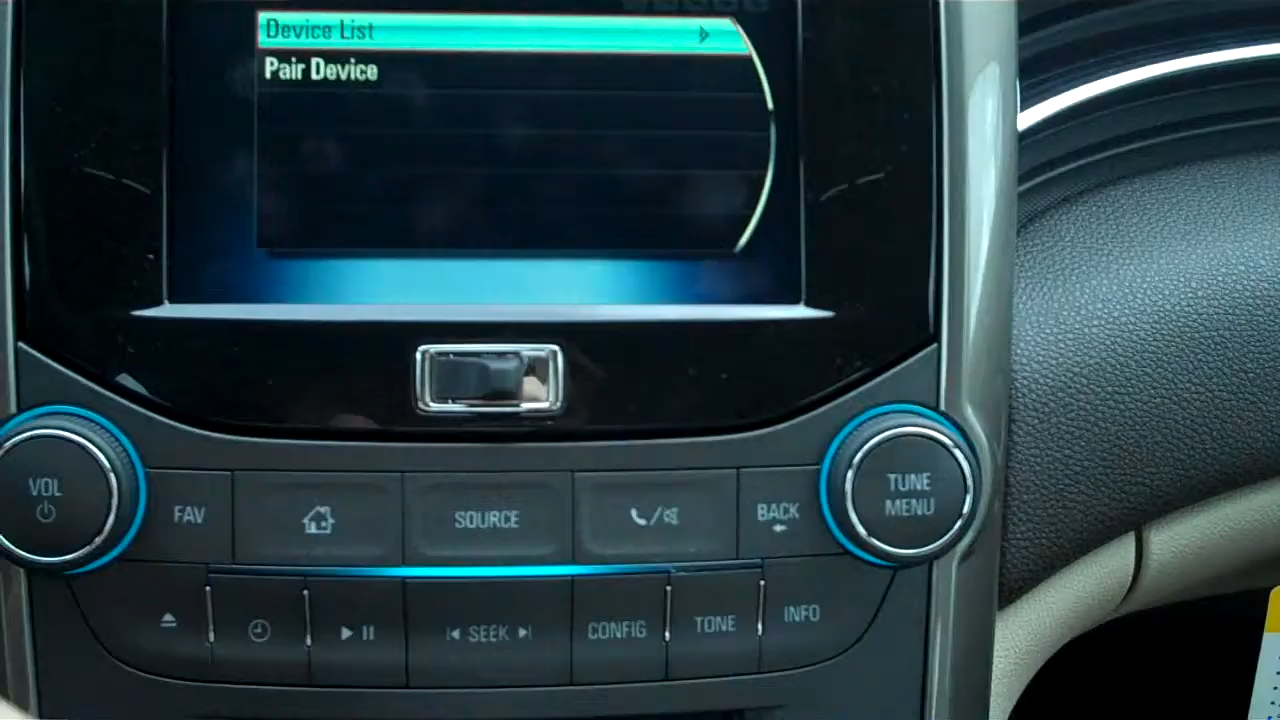 Device List
Pair Device
VOL
FAV
SOURCE
BACK
TUNE
MENU
SEEK
CONFIG
TONE
INFO